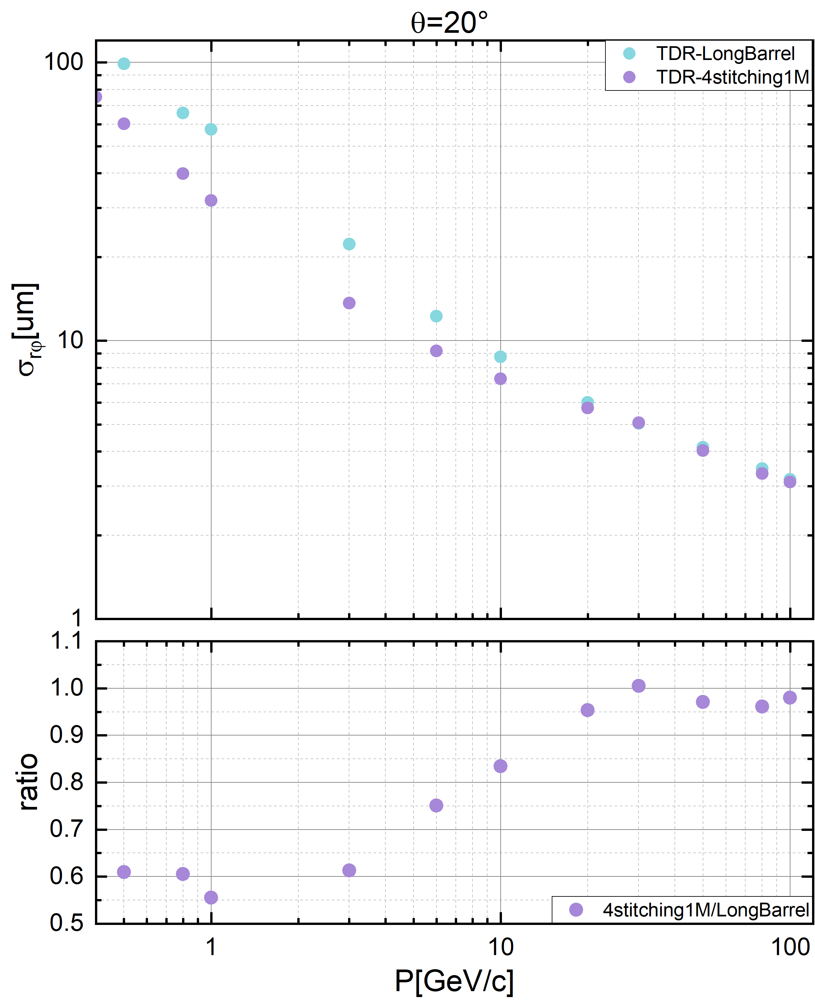 θ=20°
TDR-LongBarrel
TDR-4stitching1M
100
10
1
σrφ[um]
1.1
1.0
0.9
0.8
0.7
0.6
0.5
ratio
4stitching1M/LongBarrel
1
10
100
P[GeV/c]